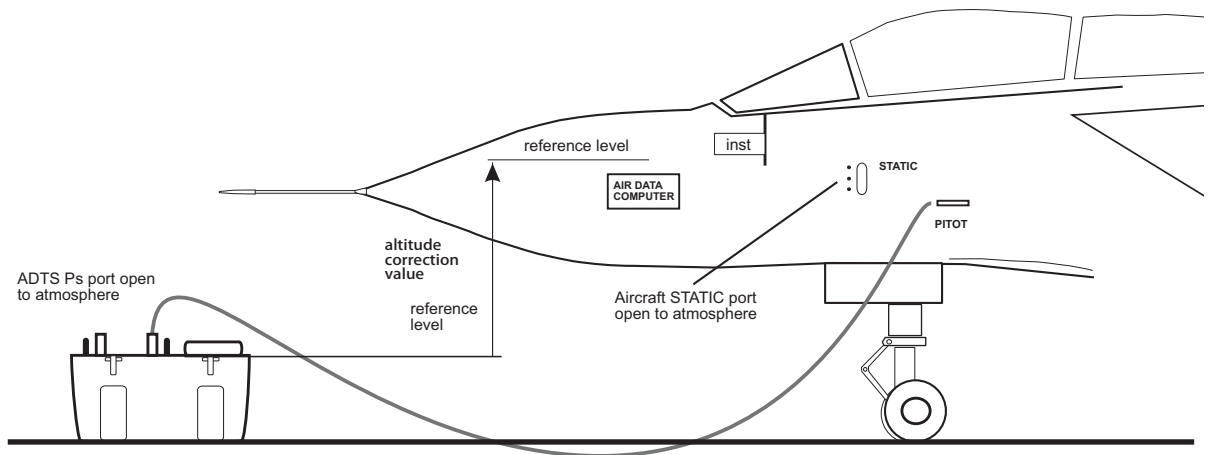 reference level
inst
STATIC
AIR DATA
COMPUTER
PITOT
altitude
correction
value
ADTS Ps port open
to atmosphere
reference
level
Aircraft STATIC port
open to atmosphere